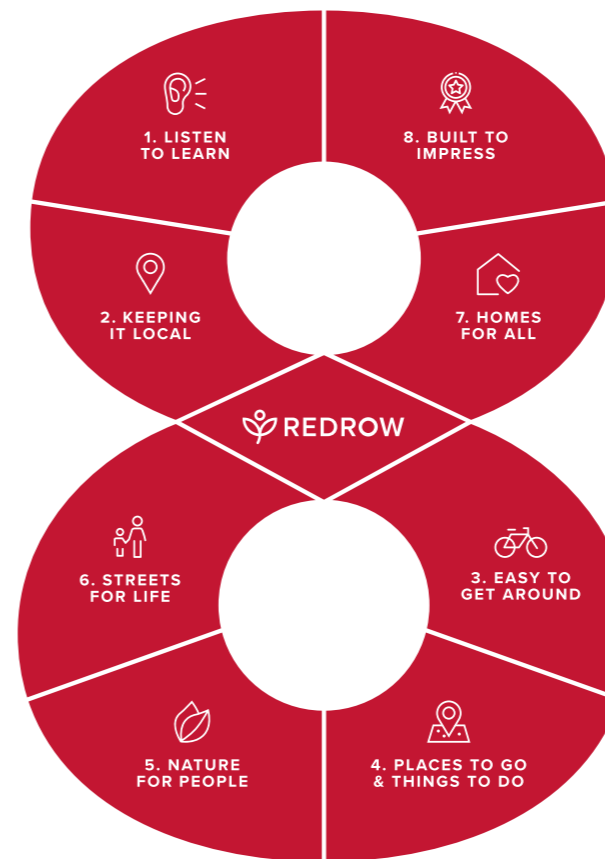 1. LISTEN
TO LEARN
8. BUILT TO
IMPRESS
2. KEEPING
IT LOCAL
7. HOMES
FOR ALL
REDROW
6. STREETS
FOR LIFE
3. EASY TO
GET AROUND
5. NATURE
FOR PEOPLE
4. PLACES TO GO
& THINGS TO DO